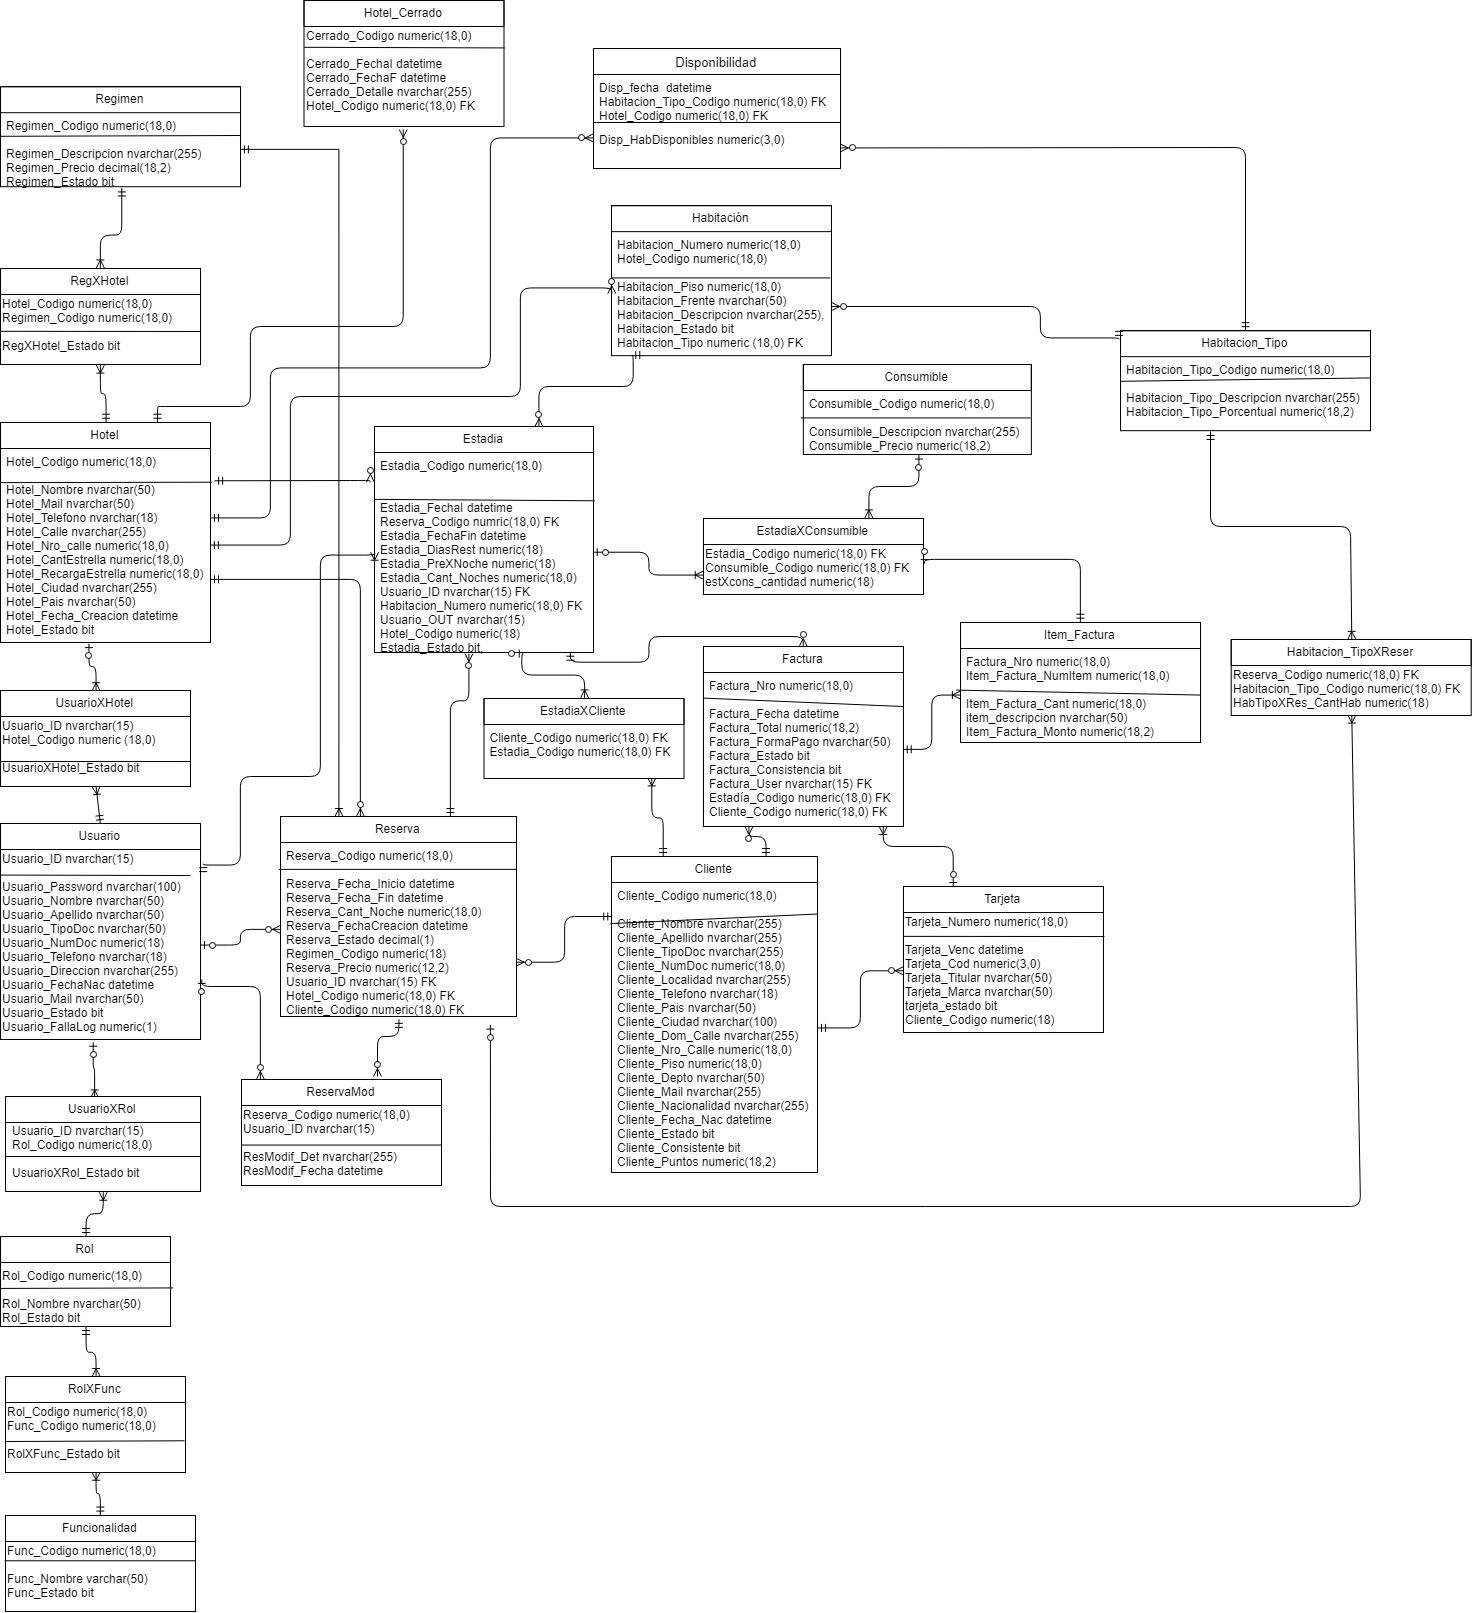 Hotel_Cerrado
Cerrado_Codigo numeric(18,0)
Cerrado_FechaI datetime
Cerrado_FechaF datetime
Cerrado_Detalle nvarchar(255)
Hotel_Codigo numeric(18,0) FK
Disponibilidad
Disp_fecha  datetime
Habitacion_Tipo_Codigo numeric(18,0) FK
Hotel_Codigo numeric(18,0) FK
Disp_HabDisponibles numeric(3,0)
Regimen
Regimen_Codigo numeric(18,0)
Regimen_Descripcion nvarchar(255)
Regimen_Precio decimal(18,2)
Regimen_Estado bit
Habitación
Habitacion_Numero numeric(18,0)
Hotel_Codigo numeric(18,0)
Habitacion_Piso numeric(18,0)
Habitacion_Frente nvarchar(50)
Habitacion_Descripcion nvarchar(255),
Habitacion_Estado bit
Habitacion_Tipo numeric (18,0) FK
RegXHotel
Hotel_Codigo numeric(18,0)
Regimen_Codigo numeric(18,0)
RegXHotel_Estado bit
Habitacion_Tipo
Habitacion_Tipo_Codigo numeric(18,0)
Habitacion_Tipo_Descripcion nvarchar(255)
Habitacion_Tipo_Porcentual numeric(18,2)
Consumible
Consumible_Codigo numeric(18,0)
Consumible_Descripcion nvarchar(255)
Consumible_Precio numeric(18,2)
Hotel
Hotel_Codigo numeric(18,0)
Hotel_Nombre nvarchar(50)
Hotel_Mail nvarchar(50)
Hotel_Telefono nvarchar(18)
Hotel_Calle nvarchar(255)
Hotel_Nro_calle numeric(18,0)
Hotel_CantEstrella numeric(18,0)
Hotel_RecargaEstrella numeric(18,0)
Hotel_Ciudad nvarchar(255)
Hotel_Pais nvarchar(50)
Hotel_Fecha_Creacion datetime
Hotel_Estado bit
Estadia
Estadia_Codigo numeric(18,0)
Estadia_FechaI datetime
Reserva_Codigo numric(18,0) FK
Estadia_FechaFin datetime
Estadia_DiasRest numeric(18)
Estadia_PreXNoche numeric(18)
Estadia_Cant_Noches numeric(18,0)
Usuario_ID nvarchar(15) FK
Habitacion_Numero numeric(18,0) FK
Usuario_OUT nvarchar(15)
Hotel_Codigo numeric(18)
Estadia_Estado bit,
EstadiaXConsumible
Estadia_Codigo numeric(18,0) FK
Consumible_Codigo numeric(18,0) FK
estXcons_cantidad numeric(18)
Item_Factura
Factura_Nro numeric(18,0)
Item_Factura_NumItem numeric(18,0)
Item_Factura_Cant numeric(18,0)
item_descripcion nvarchar(50)
Item_Factura_Monto numeric(18,2)
Habitacion_TipoXReser
Reserva_Codigo numeric(18,0) FK
Habitacion_Tipo_Codigo numeric(18,0) FK
HabTipoXRes_CantHab numeric(18)
Factura
Factura_Nro numeric(18,0)
Factura_Fecha datetime
Factura_Total numeric(18,2)
Factura_FormaPago nvarchar(50)
Factura_Estado bit
Factura_Consistencia bit
Factura_User nvarchar(15) FK
Estadía_Codigo numeric(18,0) FK
Cliente_Codigo numeric(18,0) FK
UsuarioXHotel
Usuario_ID nvarchar(15)
Hotel_Codigo numeric (18,0)
UsuarioXHotel_Estado bit
EstadiaXCliente
Cliente_Codigo numeric(18,0) FK
Estadia_Codigo numeric(18,0) FK
Usuario
Usuario_ID nvarchar(15)
Usuario_Password nvarchar(100)
Usuario_Nombre nvarchar(50)
Usuario_Apellido nvarchar(50)
Usuario_TipoDoc nvarchar(50)
Usuario_NumDoc numeric(18)
Usuario_Telefono nvarchar(18)
Usuario_Direccion nvarchar(255)
Usuario_FechaNac datetime
Usuario_Mail nvarchar(50)
Usuario_Estado bit
Usuario_FallaLog numeric(1)
Reserva
Reserva_Codigo numeric(18,0)
Reserva_Fecha_Inicio datetime
Reserva_Fecha_Fin datetime
Reserva_Cant_Noche numeric(18,0)
Reserva_FechaCreacion datetime
Reserva_Estado decimal(1)
Regimen_Codigo numeric(18)
Reserva_Precio numeric(12,2)
Usuario_ID nvarchar(15) FK
Hotel_Codigo numeric(18,0) FK
Cliente_Codigo numeric(18,0) FK
Cliente
Cliente_Codigo numeric(18,0)
Cliente_Nombre nvarchar(255)
Cliente_Apellido nvarchar(255)
Cliente_TipoDoc nvarchar(255)
Cliente_NumDoc numeric(18,0)
Cliente_Localidad nvarchar(255)
Cliente_Telefono nvarchar(18)
Cliente_Pais nvarchar(50)
Cliente_Ciudad nvarchar(100)
Cliente_Dom_Calle nvarchar(255)
Cliente_Nro_Calle numeric(18,0)
Cliente_Piso numeric(18,0)
Cliente_Depto nvarchar(50)
Cliente_Mail nvarchar(255)
Cliente_Nacionalidad nvarchar(255)
Cliente_Fecha_Nac datetime
Cliente_Estado bit
Cliente_Consistente bit
Cliente_Puntos numeric(18,2)
Tarjeta
Tarjeta_Numero numeric(18,0)
Tarjeta_Venc datetime
Tarjeta_Cod numeric(3,0)
Tarjeta_Titular nvarchar(50)
Tarjeta_Marca nvarchar(50)
tarjeta_estado bit
Cliente_Codigo numeric(18)
ReservaMod
Reserva_Codigo numeric(18,0)
Usuario_ID nvarchar(15)
ResModif_Det nvarchar(255)
ResModif_Fecha datetime
UsuarioXRol
Usuario_ID nvarchar(15)
Rol_Codigo numeric(18,0)
UsuarioXRol_Estado bit
Rol
Rol_Codigo numeric(18,0)
Rol_Nombre nvarchar(50)
Rol_Estado bit
RolXFunc
Rol_Codigo numeric(18,0)
Func_Codigo numeric(18,0)
RolXFunc_Estado bit
Funcionalidad
Func_Codigo numeric(18,0)
Func_Nombre varchar(50)
Func_Estado bit